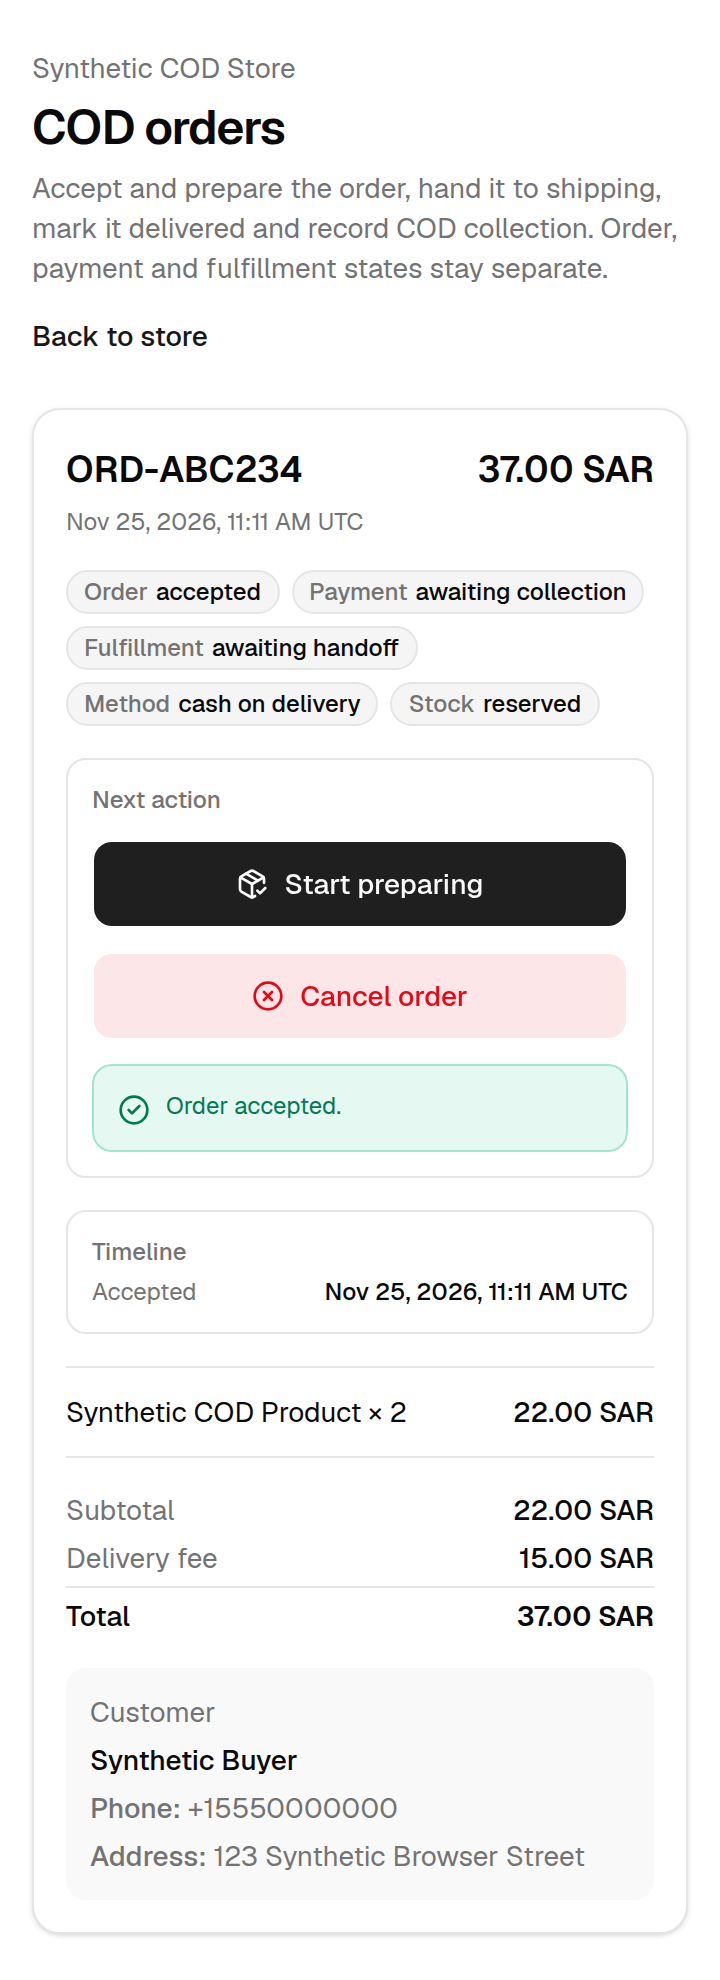 Synthetic COD Store
COD orders
Accept and prepare the order, hand it to shipping,
mark it delivered and record COD collection. Order,
payment and fulfillment states stay separate.
Back to store
ORD-ABC234 37.00 SAR
Nov 25, 2026, 11:11 AM UTC
Order accepted Payment awaiting collection
Fulfillment awaiting handoff
Method cash on delivery Stock reserved
Next action
Start preparing
Cancel order
Order accepted.
Timeline
Accepted Nov 25, 2026, 11:11 AM UTC
Synthetic COD Product × 2 22.00 SAR
Subtotal 22.00 SAR
Delivery fee 15.00 SAR
Total 37.00 SAR
Customer
Synthetic Buyer
Phone: +15550000000
Address: 123 Synthetic Browser Street